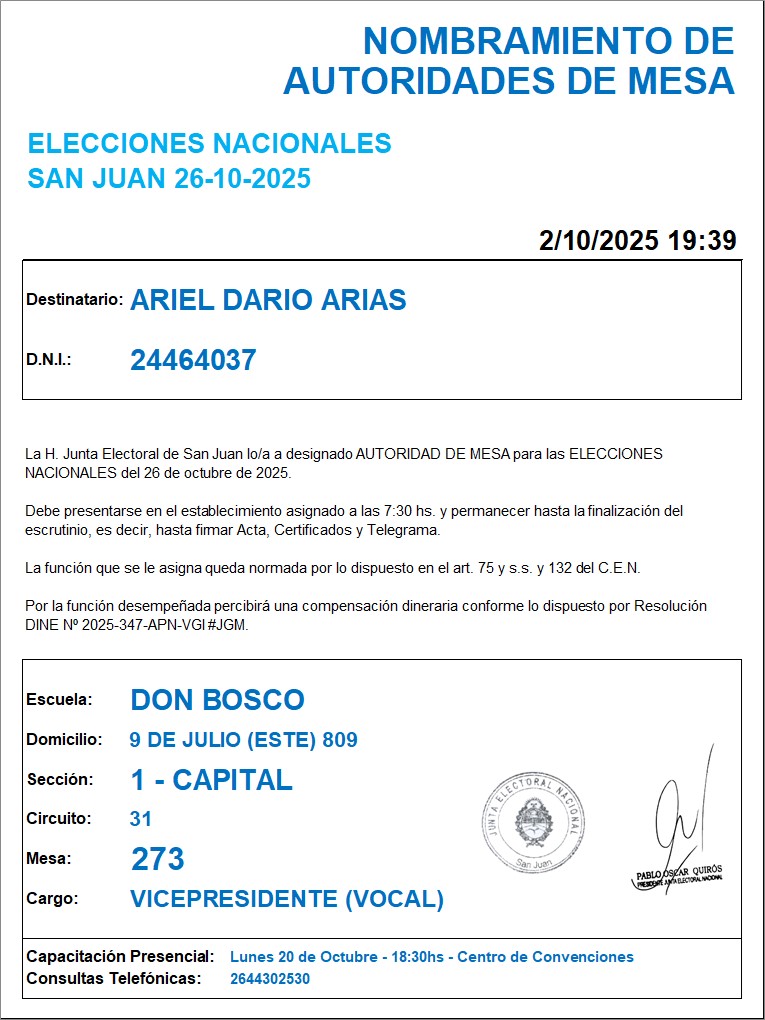 NOMBRAMIENTO DE
AUTORIDADES DE MESA
ELECCIONES NACIONALES
SAN JUAN 26-10-2025
2/10/2025 19:39
Destinatario: ARIEL DARIO ARIAS
D.N.I.: 24464037
La H. Junta Electoral de San Juan lo/a a designado AUTORIDAD DE MESA para las ELECCIONES
NACIONALES del 26 de octubre de 2025.
Debe presentarse en el establecimiento asignado a las 7:30 hs. y permanecer hasta la finalización del
escrutinio, es decir, hasta firmar Acta, Certificados y Telegrama.
La función que se le asigna queda normada por lo dispuesto en el art. 75 y s.s. y 132 del C.E.N.
Por la función desempeñada percibirá una compensación dineraria conforme lo dispuesto por Resolución
DINE Nº 2025-347-APN-VGI#JGM.
Escuela: DON BOSCO
Domicilio: 9 DE JULIO (ESTE) 809
Sección: 1 - CAPITAL
Circuito: 31
Mesa: 273
Cargo: VICEPRESIDENTE (VOCAL)
JUNTA ELECTORAL NACIONAL
San Juan
PABLO OSCAR QUIRÓS
PRESIDENTE JUNTA ELECTORAL NACIONAL
Capacitación Presencial: Lunes 20 de Octubre - 18:30hs - Centro de Convenciones
Consultas Telefónicas: 2644302530